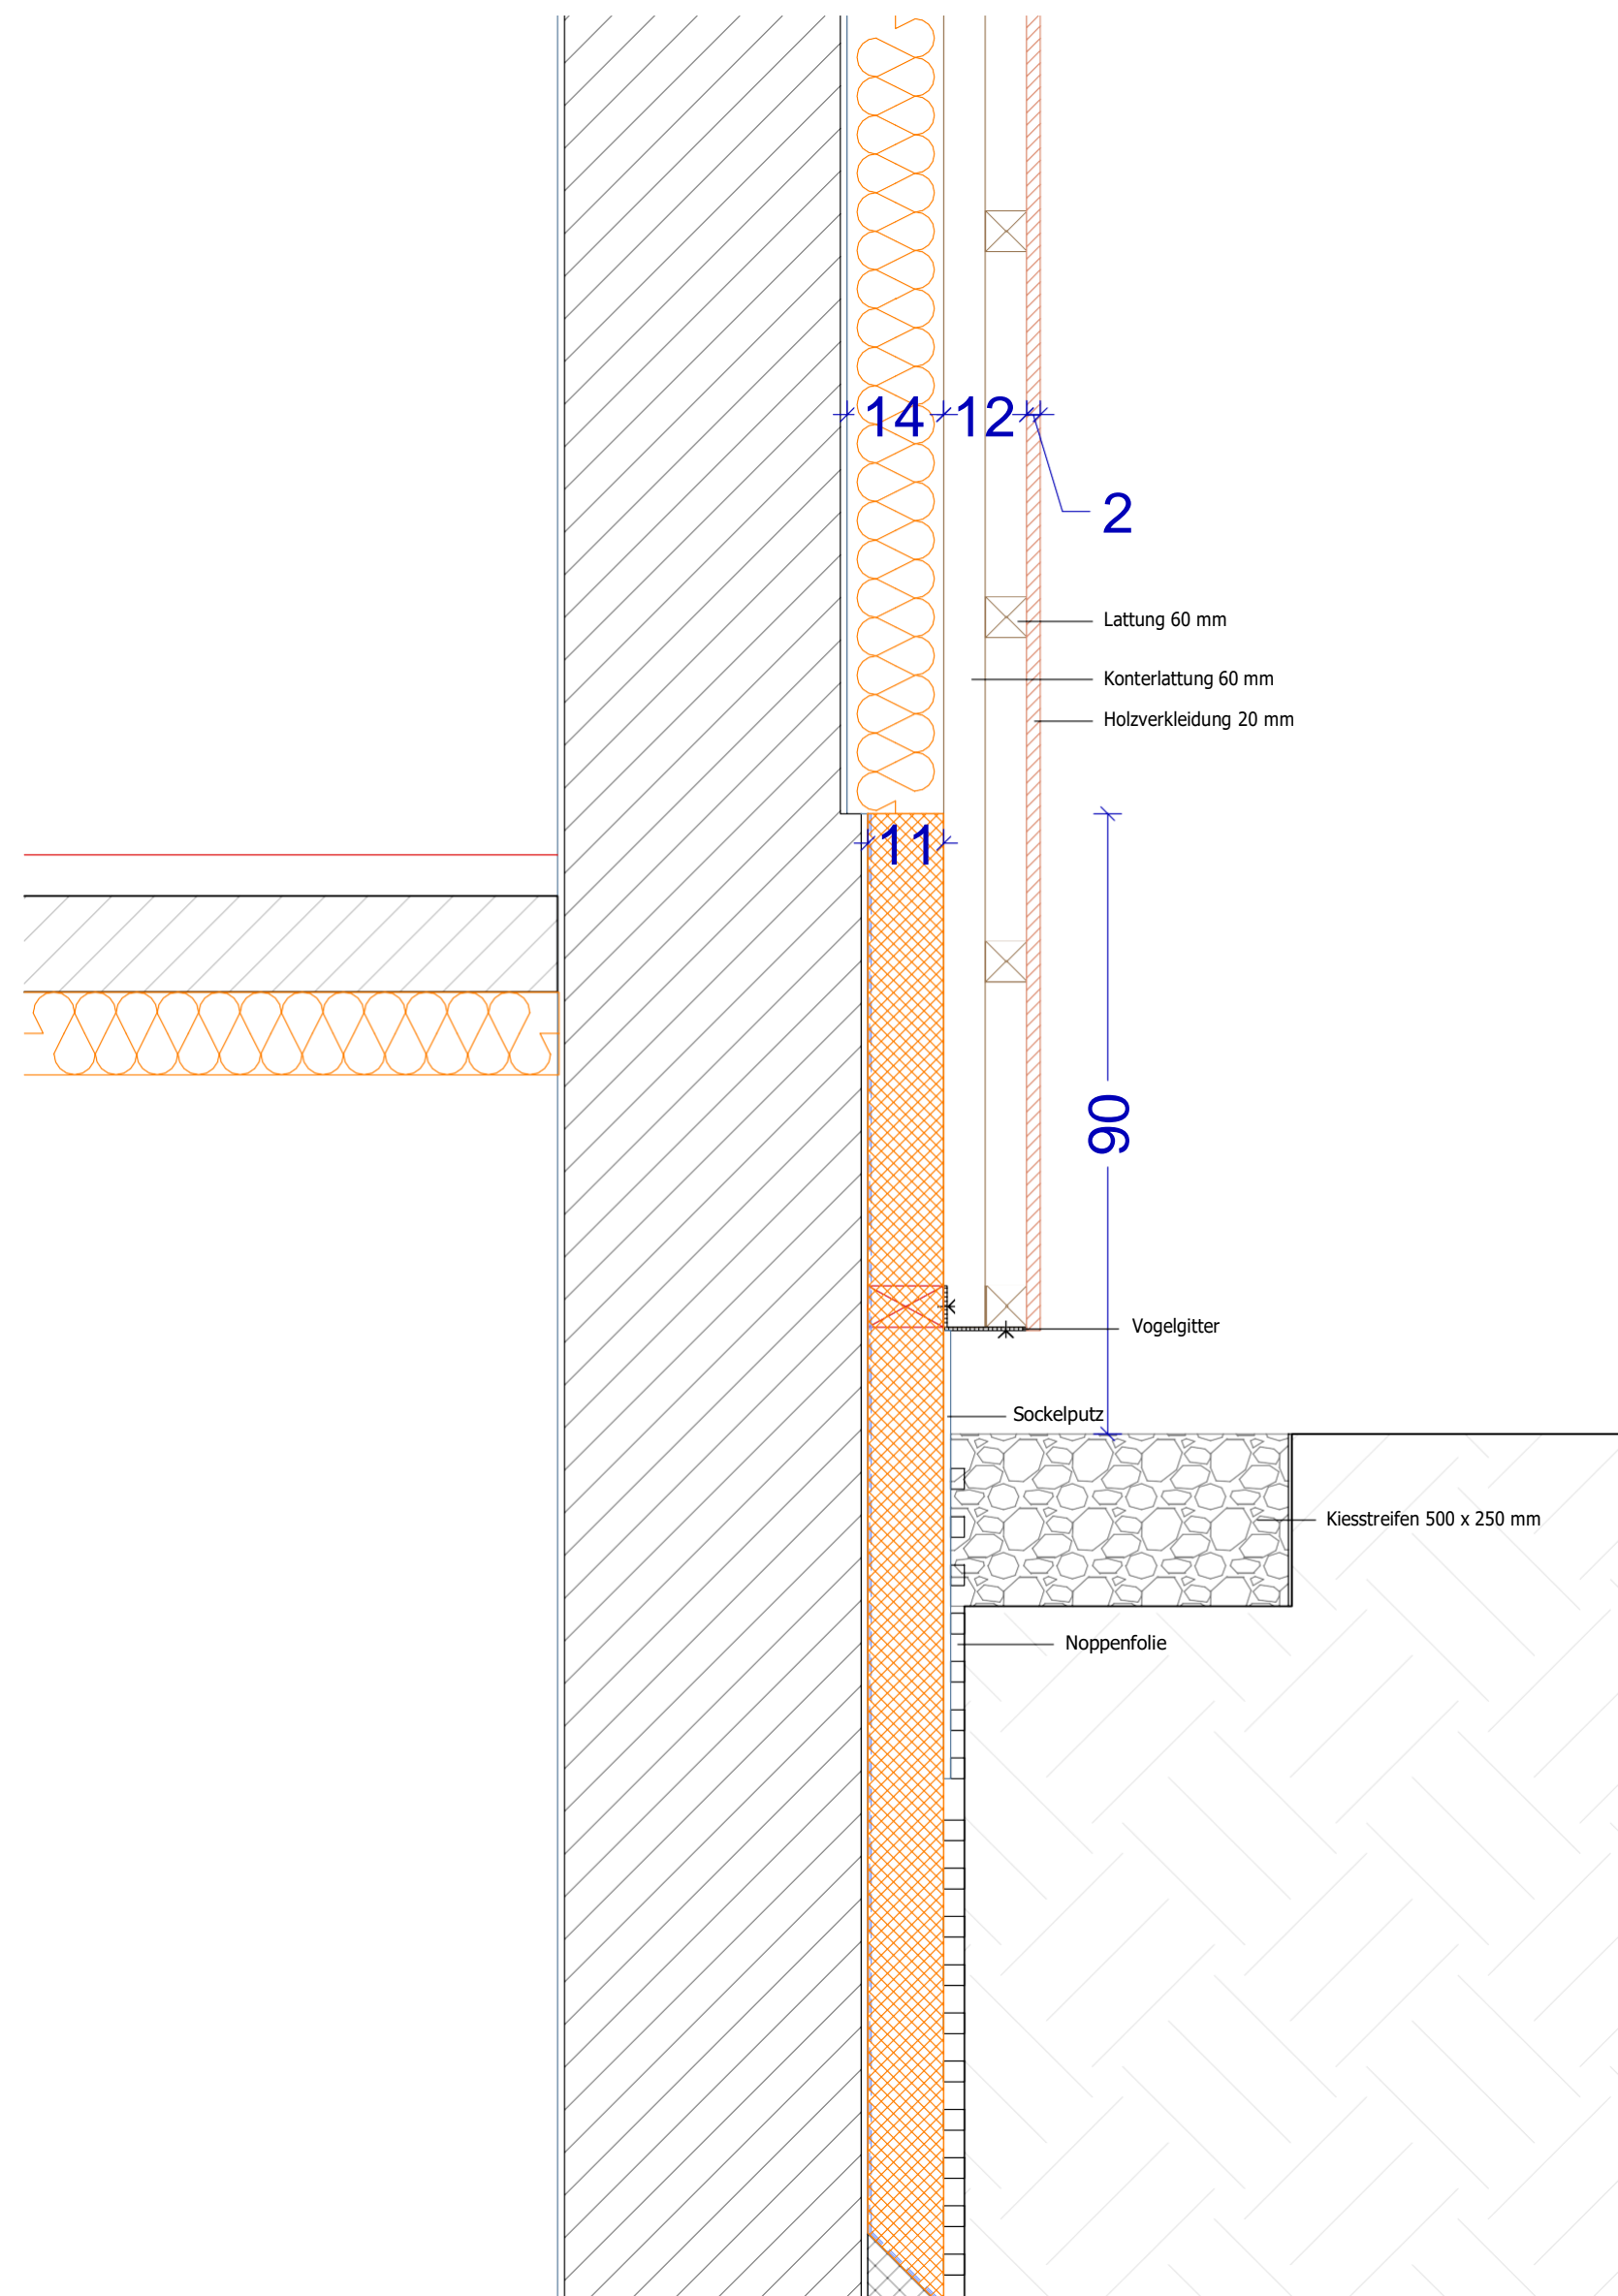 14
12
2
Lattung 60 mm
Konterlattung 60 mm
Holzverkleidung 20 mm
11
90
Vogelgitter
Sockelputz
Kiesstreifen 500 x 250 mm
Noppenfolie